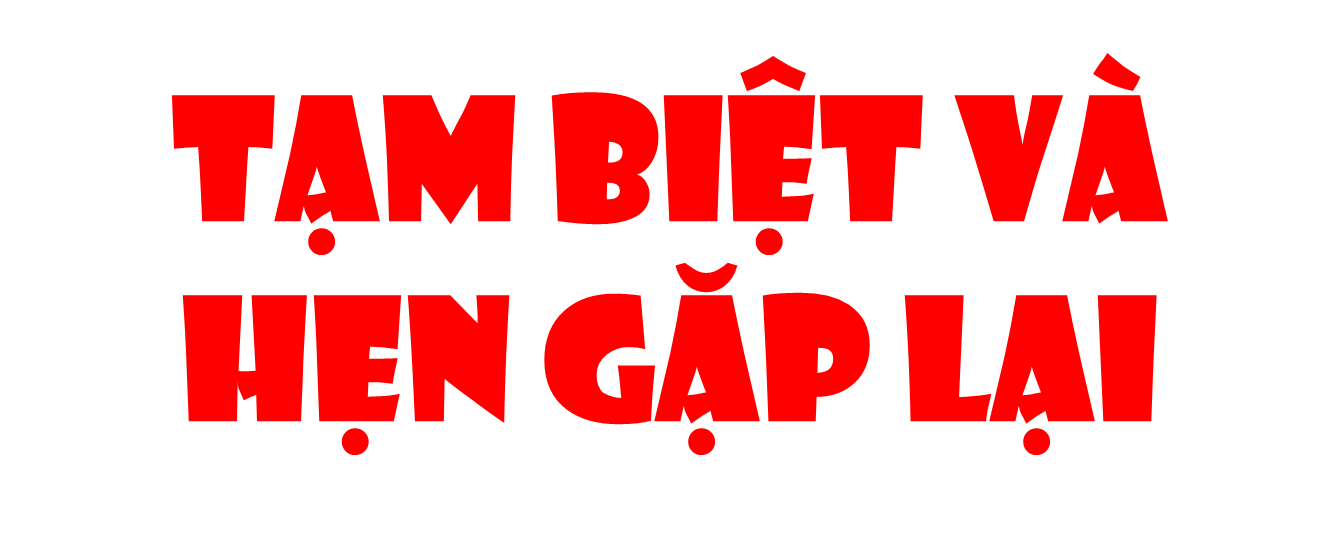 TẠM BIỆT VÀ
HẸN GẶP LẠI